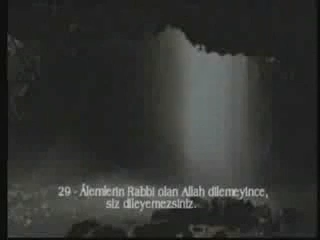 29 - Âlemlerin Rabbi olan Allah dilemeyince,
siz dileyemezsiniz.